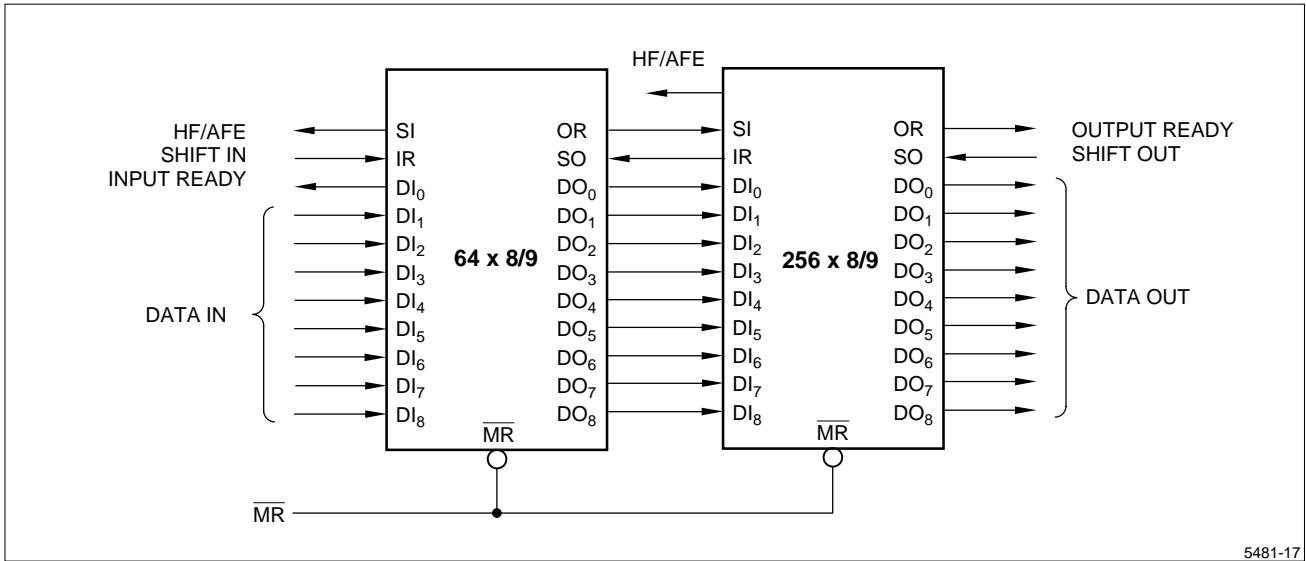 HF/AFE
HF/AFE
SHIFT IN
INPUT READY
DATA IN
SI
IR
DI0
DI1
DI2
DI3
DI4
DI5
DI6
DI7
DI8
64 x 8/9
OR
SO
DO0
DO1
DO2
DO3
DO4
DO5
DO6
DO7
DO8
MR
SI
IR
DI0
DI1
DI2
DI3
DI4
DI5
DI6
DI7
DI8
256 x 8/9
OR
SO
DO0
DO1
DO2
DO3
DO4
DO5
DO6
DO7
DO8
MR
OUTPUT READY
SHIFT OUT
DATA OUT
MR
5481-17